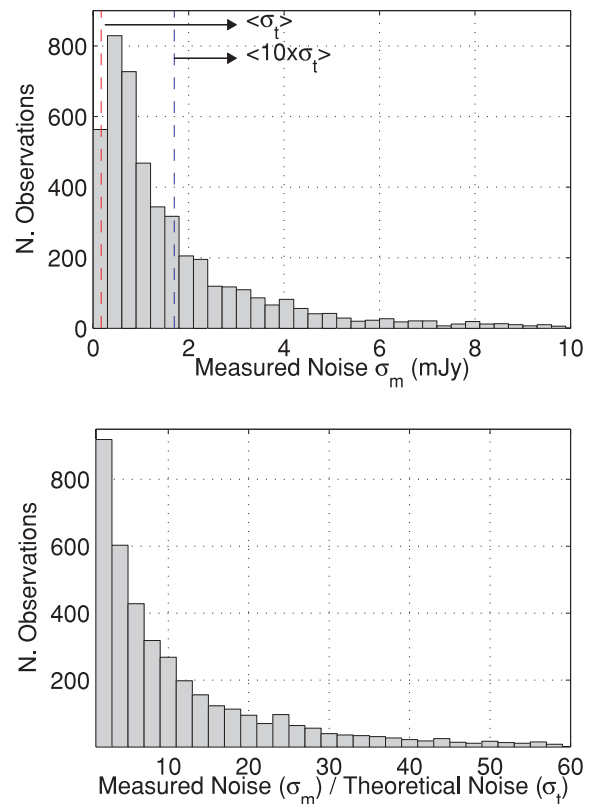 <σt>
<10xσt>
800
600
400
200
0
N. Observations
0 2 4 6 8 10
Measured Noise σm (mJy)
800
600
400
200
N. Observations
10 20 30 40 50 60
Measured Noise (σm) / Theoretical Noise (σt)